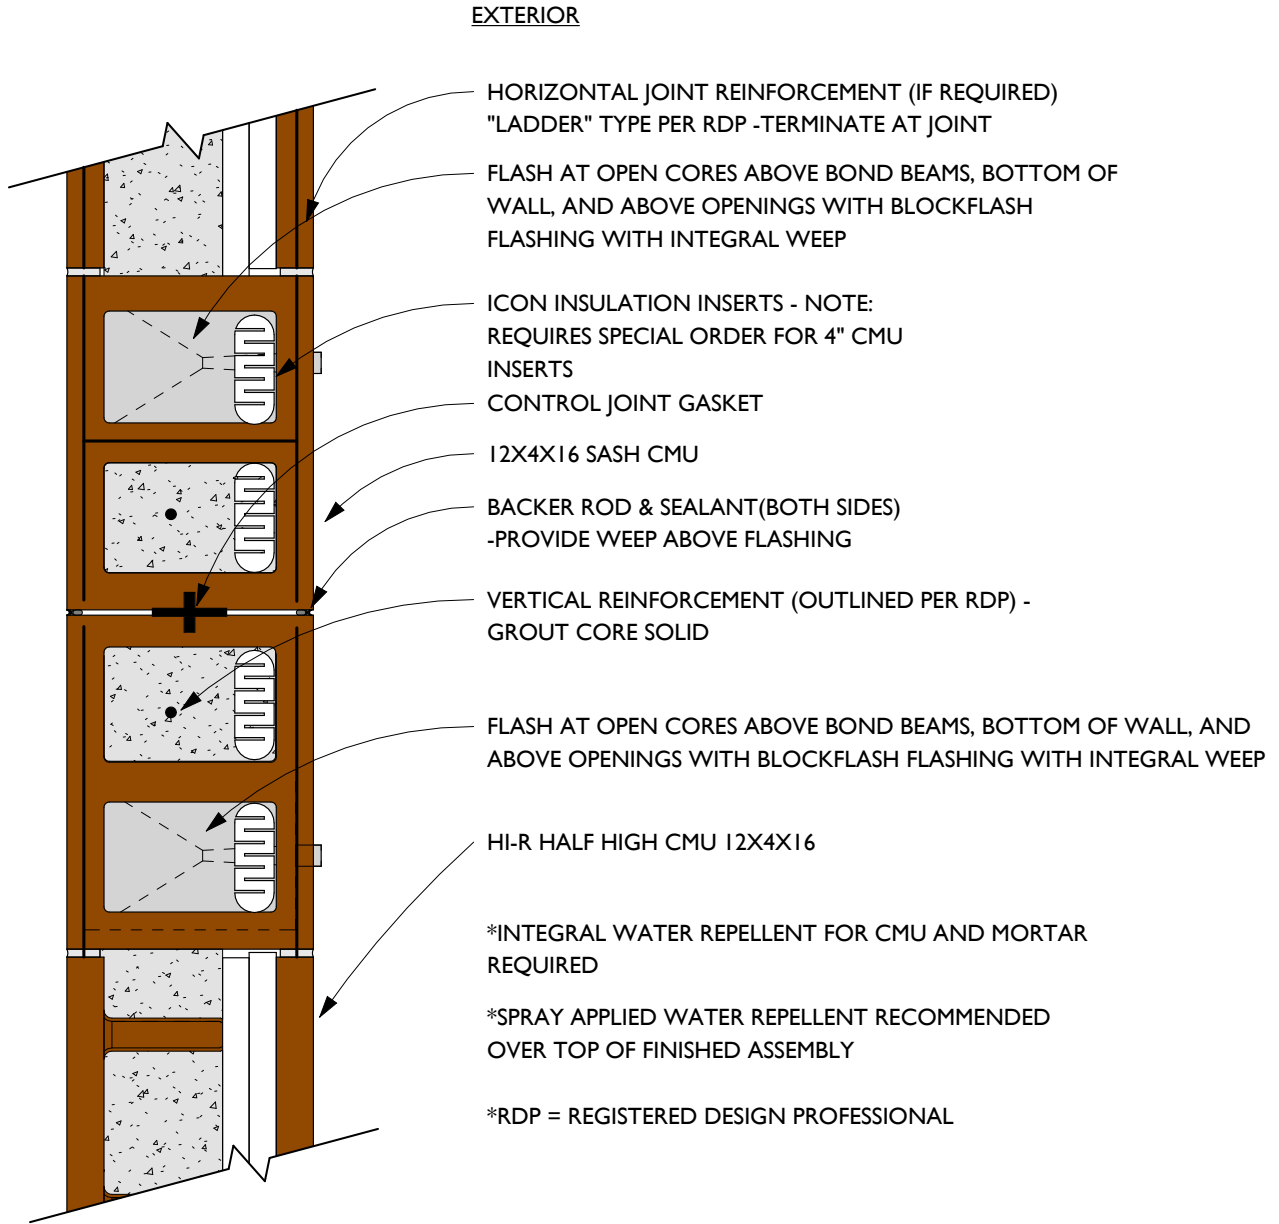 EXTERIOR
HORIZONTAL JOINT REINFORCEMENT (IF REQUIRED)
"LADDER" TYPE PER RDP -TERMINATE AT JOINT
FLASH AT OPEN CORES ABOVE BOND BEAMS, BOTTOM OF
WALL, AND ABOVE OPENINGS WITH BLOCKFLASH
FLASHING WITH INTEGRAL WEEP
ICON INSULATION INSERTS - NOTE:
REQUIRES SPECIAL ORDER FOR 4" CMU
INSERTS
CONTROL JOINT GASKET
12X4X16 SASH CMU
BACKER ROD & SEALANT(BOTH SIDES)
-PROVIDE WEEP ABOVE FLASHING
VERTICAL REINFORCEMENT (OUTLINED PER RDP) -
GROUT CORE SOLID
FLASH AT OPEN CORES ABOVE BOND BEAMS, BOTTOM OF WALL, AND
ABOVE OPENINGS WITH BLOCKFLASH FLASHING WITH INTEGRAL WEEP
HI-R HALF HIGH CMU 12X4X16
*INTEGRAL WATER REPELLENT FOR CMU AND MORTAR
REQUIRED
*SPRAY APPLIED WATER REPELLENT RECOMMENDED
OVER TOP OF FINISHED ASSEMBLY
*RDP = REGISTERED DESIGN PROFESSIONAL